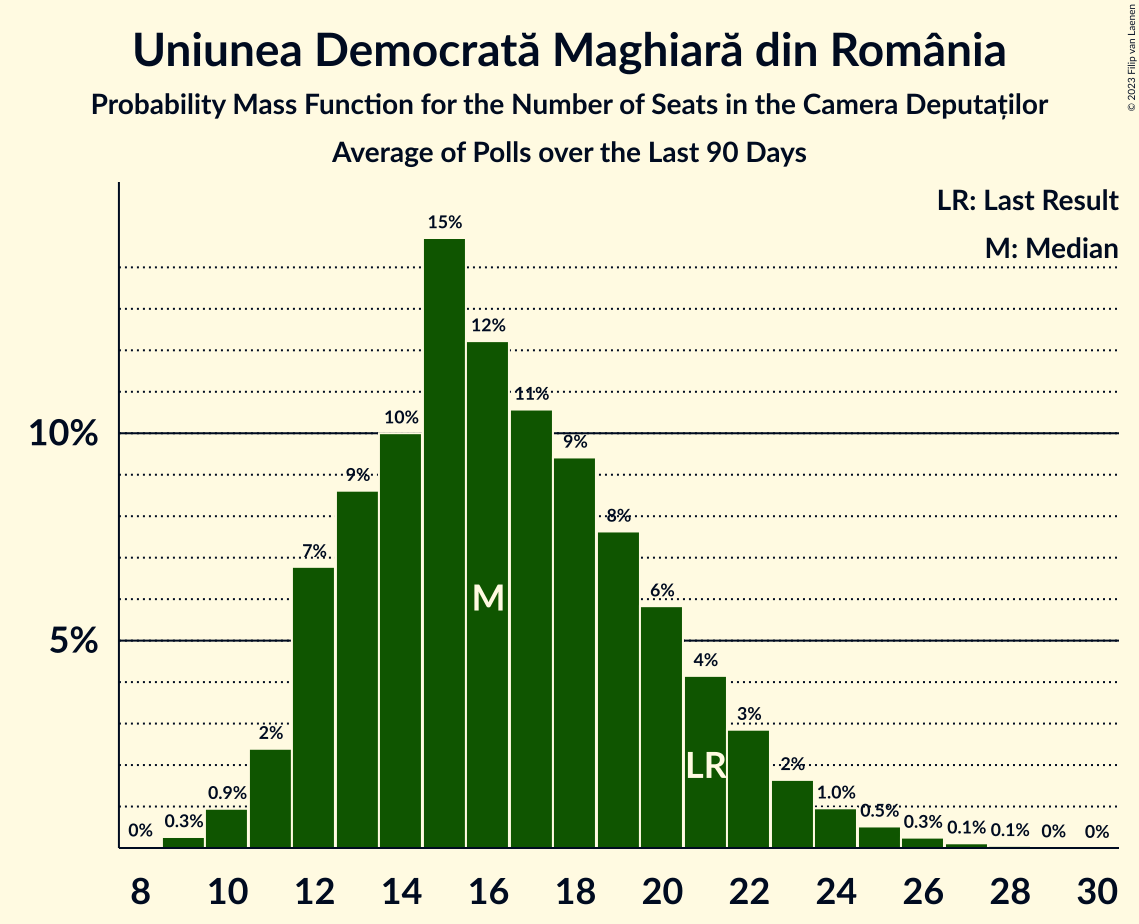 Uniunea Democrată Maghiară din România
Probability Mass Function for the Number of Seats in the Camera Deputaților
Average of Polls over the Last 90 Days
© 2023 Filip van Laenen
LR: Last Result
M: Median
10%
5%
0%
0.3%
0.9%
2%
7%
9%
10%
15%
12%
11%
9%
8%
6%
4%
3%
2%
1.0%
0.5%
0.3%
0.1%
0.1%
0%
0%
M
LR
8 10 12 14 16 18 20 22 24 26 28 30